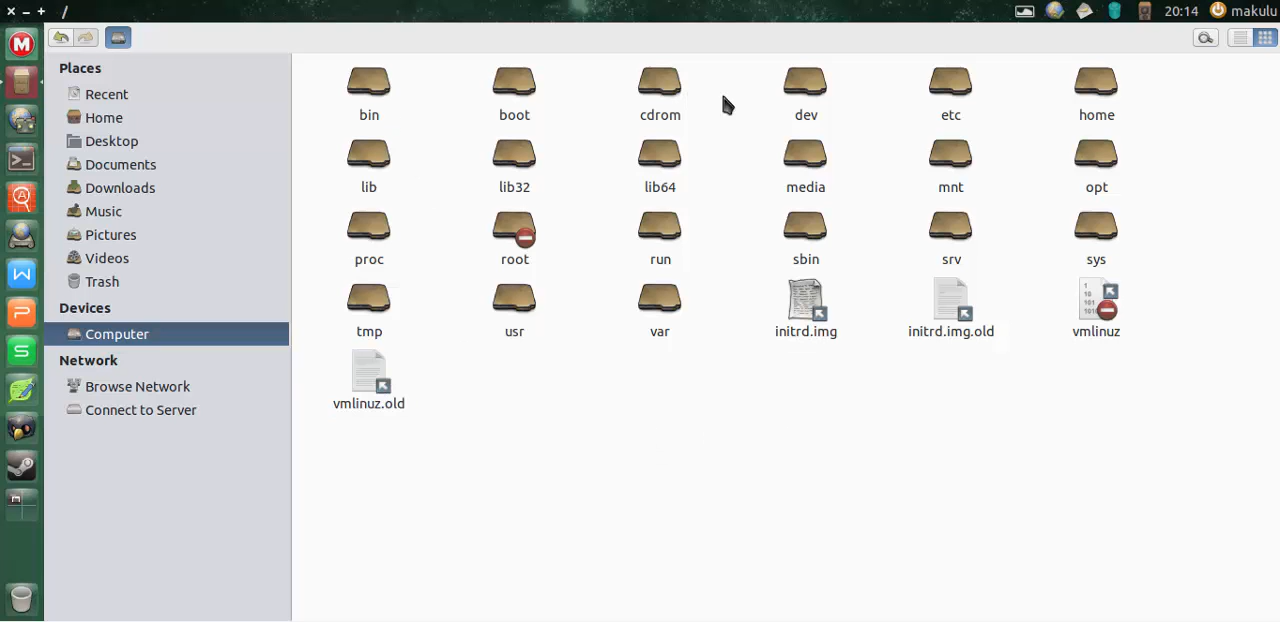 × – + /
20:14 makulu
Places
Recent
Home
Desktop
Documents
Downloads
Music
Pictures
Videos
Trash
Devices
Computer
Network
Browse Network
Connect to Server
bin boot cdrom dev etc home
lib lib32 lib64 media mnt opt
proc root run sbin srv sys
tmp usr var initrd.img initrd.img.old vmlinuz
vmlinuz.old